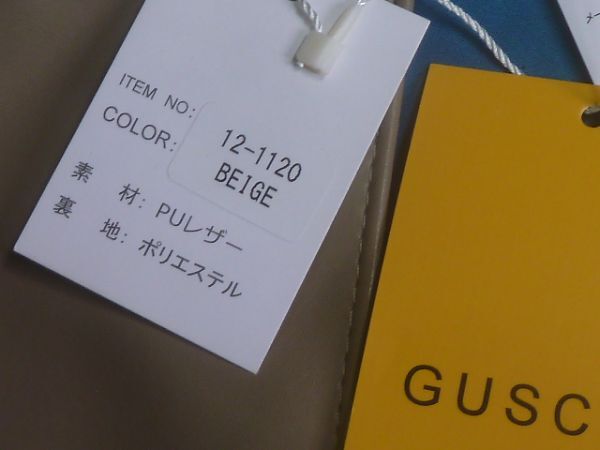 ITEM NO: 12-1120
COLOR: BEIGE
素 材: PUレザー
裏 地: ポリエステル
GUSC